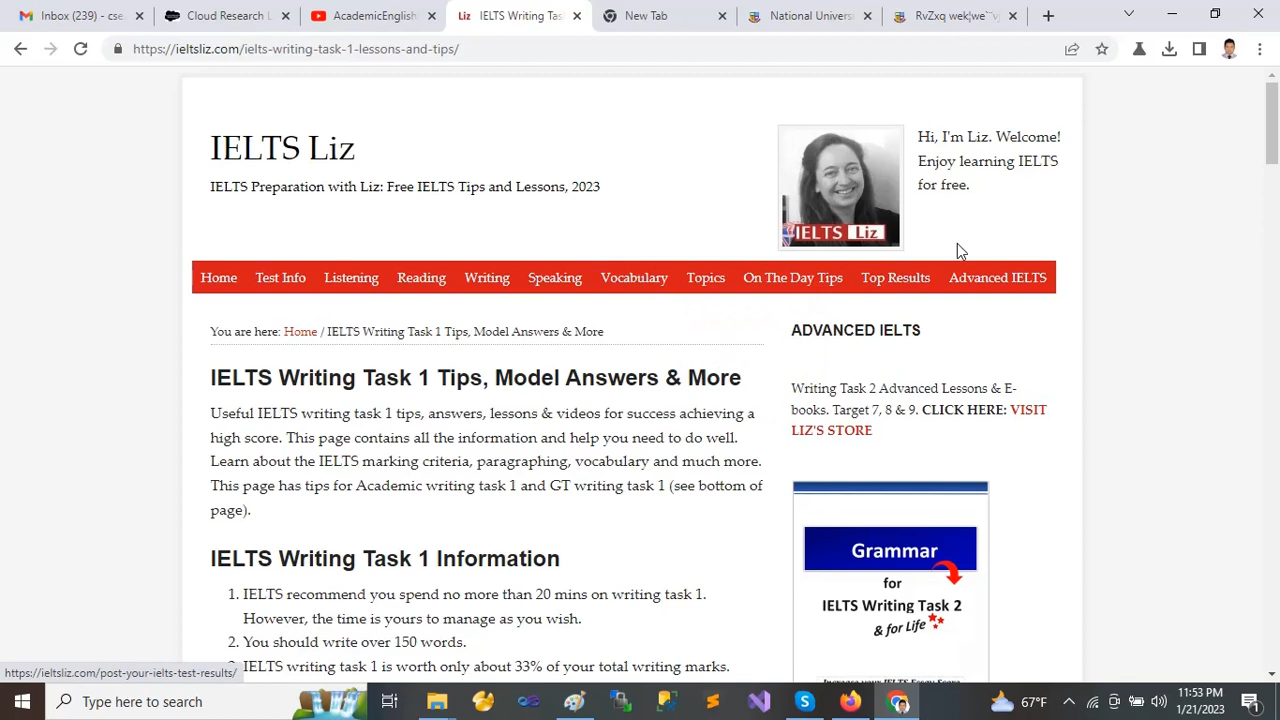 Inbox (239) - cse
Cloud Research L
AcademicEnglish
Liz IELTS Writing Tas
New Tab
National Univers
RvZxq
https://ieltsliz.com/ielts-writing-task-1-lessons-and-tips/
IELTS Liz
IELTS Preparation with Liz: Free IELTS Tips and Lessons, 2023
IELTS Liz
Hi, I'm Liz. Welcome!
Enjoy learning IELTS
for free.
Home Test Info Listening Reading Writing Speaking Vocabulary Topics On The Day Tips Top Results Advanced IELTS
You are here: Home / IELTS Writing Task 1 Tips, Model Answers & More
IELTS Writing Task 1 Tips, Model Answers & More
Useful IELTS writing task 1 tips, answers, lessons & videos for success achieving a
high score. This page contains all the information and help you need to do well.
Learn about the IELTS marking criteria, paragraphing, vocabulary and much more.
This page has tips for Academic writing task 1 and GT writing task 1 (see bottom of
page).
IELTS Writing Task 1 Information
1. IELTS recommend you spend no more than 20 mins on writing task 1.
However, the time is yours to manage as you wish.
2. You should write over 150 words.
IELTS writing task 1 is worth only about 33% of your total writing marks.
ADVANCED IELTS
Writing Task 2 Advanced Lessons & E-
books. Target 7, 8 & 9. CLICK HERE: VISIT
LIZ'S STORE
Grammar
for
IELTS Writing Task 2
& for Life
https://ieltsliz.com/post-your-ielts-test-results/
Type here to search
67°F
11:53 PM
1/21/2023